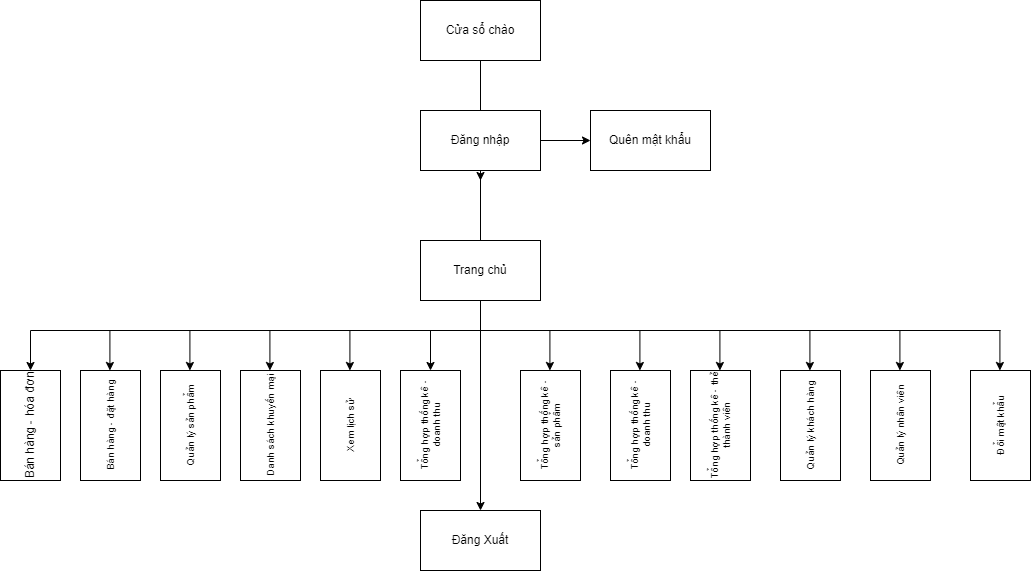 Cửa sổ chào
Đăng nhập
Quên mật khẩu
Trang chủ
Bán hàng - hóa đơn
Bán hàng - đặt hàng
Quản lý sản phẩm
Danh sách khuyến mại
Xem lịch sử
Tổng hợp thống kê -
doanh thu
Tổng hợp thống kê -
sản phẩm
Tổng hợp thống kê -
doanh thu
Tổng hợp thống kê - thẻ
thành viên
Quản lý khách hàng
Quản lý nhân viên
Đổi mật khẩu
Đăng Xuất